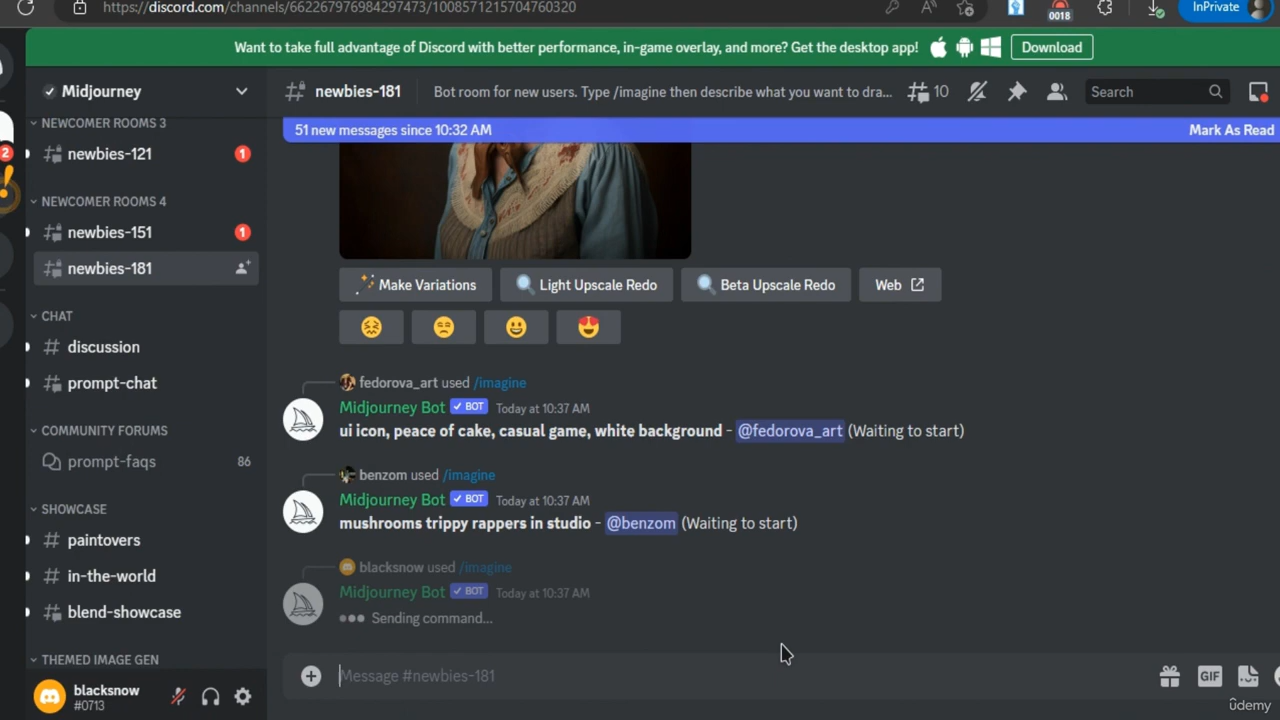 https://discord.com/channels/662267976984297473/1008571215704760320
0018
InPrivate
Want to take full advantage of Discord with better performance, in-game overlay, and more? Get the desktop app!
Download
Midjourney
newbies-181
Bot room for new users. Type /imagine then describe what you want to dra...
10
Search
51 new messages since 10:32 AM
Mark As Read
2
NEWCOMER ROOMS 3
newbies-121
1
NEWCOMER ROOMS 4
newbies-151
1
newbies-181
CHAT
discussion
prompt-chat
COMMUNITY FORUMS
prompt-faqs
86
SHOWCASE
paintovers
in-the-world
blend-showcase
THEMED IMAGE GEN
blacksnow
#0713
Make Variations
Light Upscale Redo
Beta Upscale Redo
Web
fedorova_art used /imagine
Midjourney Bot ✓ BOT Today at 10:37 AM
ui icon, peace of cake, casual game, white background - @fedorova_art (Waiting to start)
benzom used /imagine
Midjourney Bot ✓ BOT Today at 10:37 AM
mushrooms trippy rappers in studio - @benzom (Waiting to start)
blacksnow used /imagine
Midjourney Bot ✓ BOT Today at 10:37 AM
Sending command...
Message #newbies-181
GIF
ûdemy